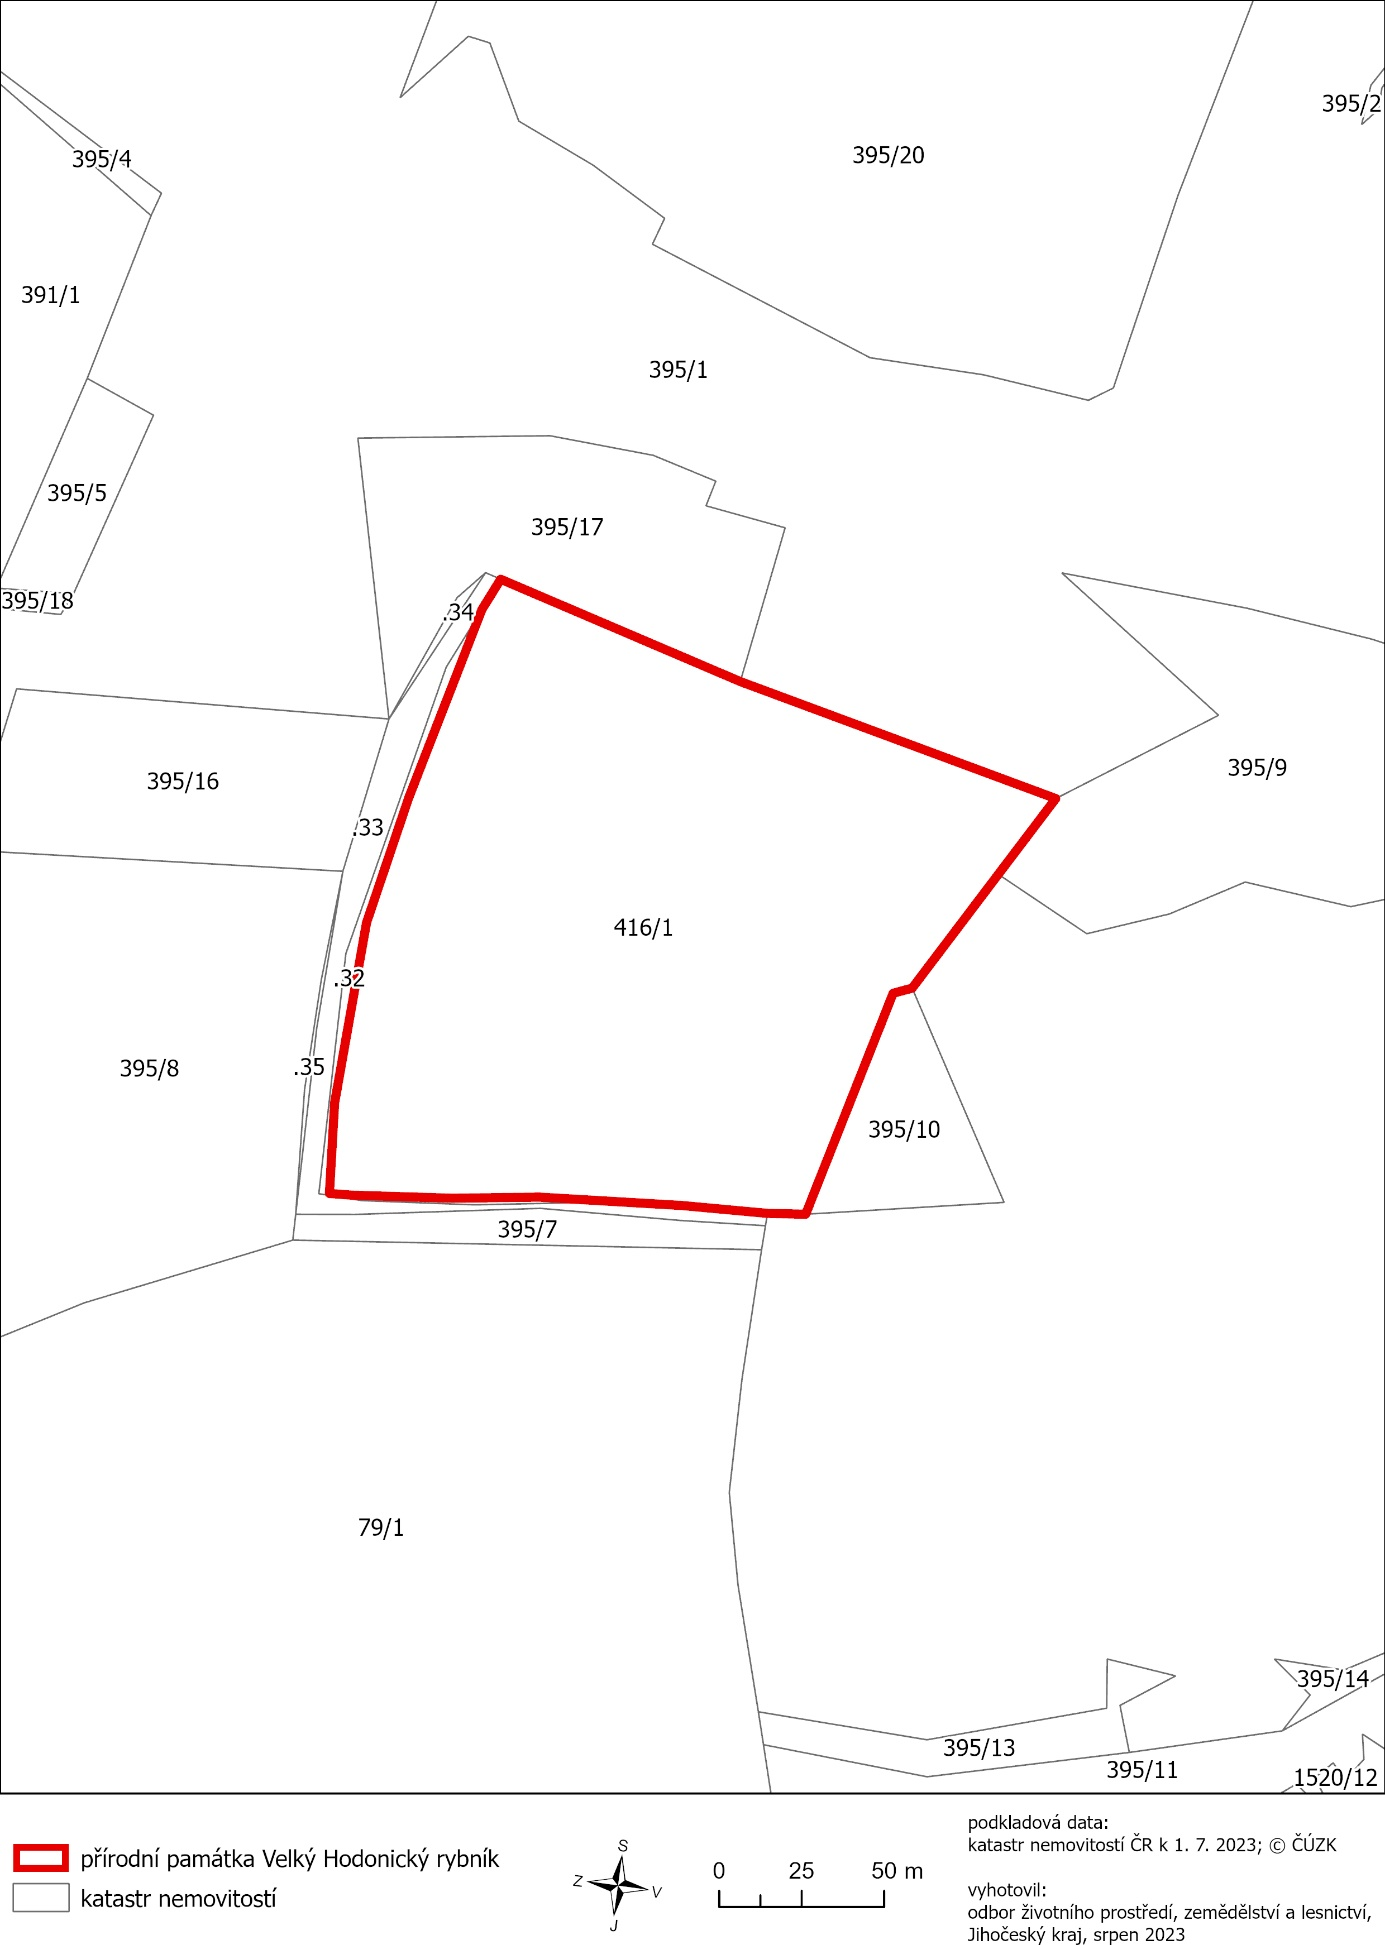 395/2
395/4
395/20
391/1
395/1
395/5
395/17
395/18
.34
395/16
395/9
.33
416/1
.32
395/8
.35
395/10
395/7
79/1
395/14
395/13
395/11
1520/12
přírodní památka Velký Hodonický rybník
katastr nemovitostí
S
Z
V
J
0 25 50 m
podkladová data:
katastr nemovitostí ČR k 1. 7. 2023; © ČÚZK
vyhotovil:
odbor životního prostředí, zemědělství a lesnictví,
Jihočeský kraj, srpen 2023